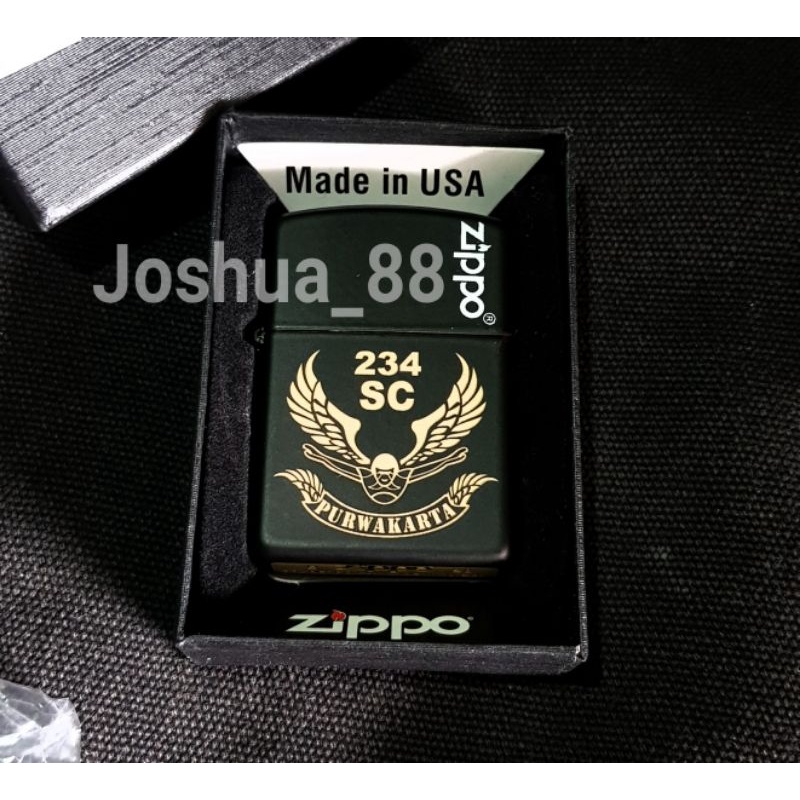 Made in USA
zippo®
Joshua_88
234
SC
PURWAKARTA
zippo